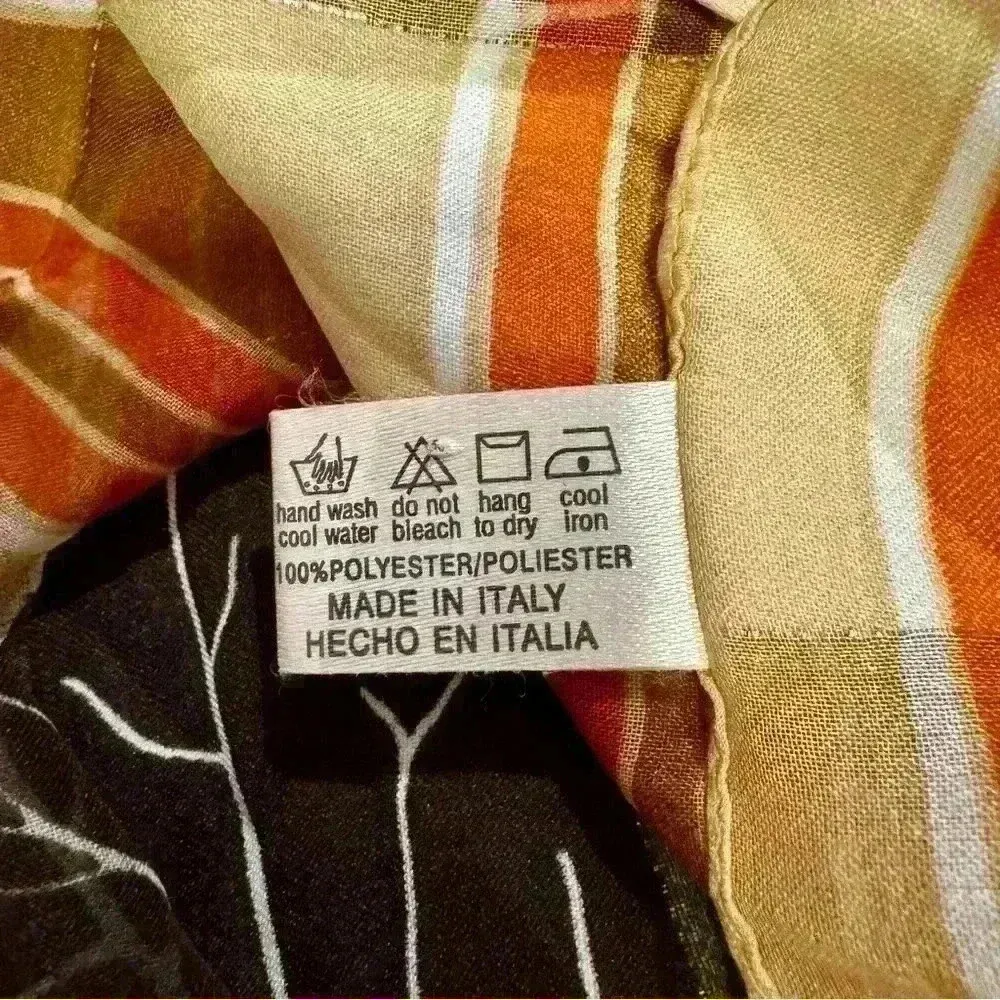 hand wash do not hang cool
cool water bleach to dry iron
100%POLYESTER/POLIESTER
MADE IN ITALY
HECHO EN ITALIA